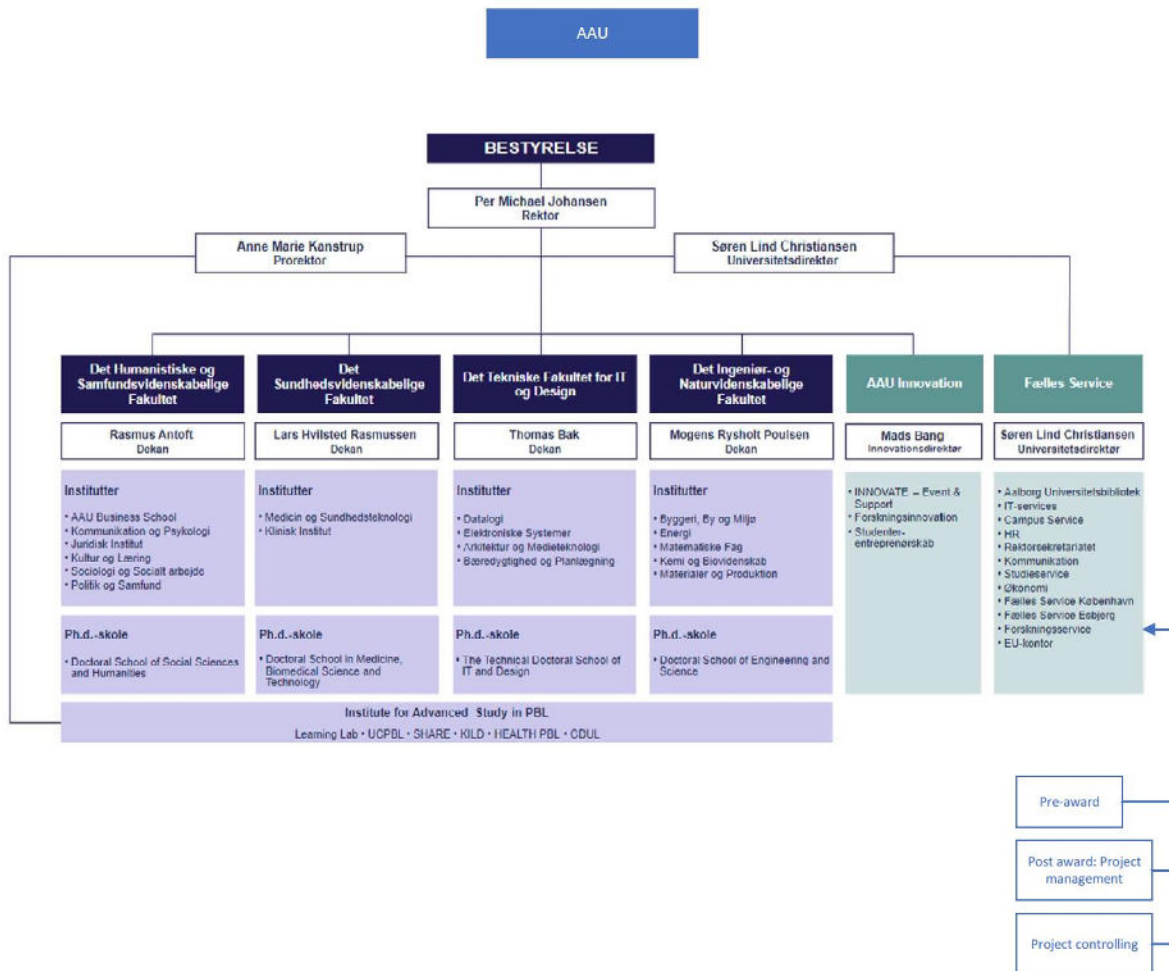 AAU
BESTYRELSE
Per Michael Johansen
Rektor
Anne Marie Kanstrup
Prorektor
Søren Lind Christiansen
Universitetsdirektør
Det Humanistiske og
Samfundsvidenskabelige
Fakultet
Rasmus Antoft
Dekan
Institutter
• AAU Business School
• Kommunikation og Psykologi
• Juridisk Institut
• Kultur og Læring
• Sociologi og Socialt arbejde
• Politik og Samfund
Ph.d.-skole
• Doctoral School of Social Sciences
and Humanities
Det
Sundhedsvidenskabelige
Fakultet
Lars Hvilsted Rasmussen
Dekan
Institutter
• Medicin og Sundhedsteknologi
• Klinisk Institut
Ph.d.-skole
• Doctoral School in Medicine,
Biomedical Science and
Technology
Det Tekniske Fakultet for IT
og Design
Thomas Bak
Dekan
Institutter
• Datalogi
• Elektroniske Systemer
• Arkitektur og Medieteknologi
• Bæredygtighed og Planlægning
Ph.d.-skole
• The Technical Doctoral School of
IT and Design
Det Ingeniør- og
Naturvidenskabelige
Fakultet
Mogens Rysholt Poulsen
Dekan
Institutter
• Byggeri, By og Miljø
• Energi
• Matematiske Fag
• Kemi og Biovidenskab
• Materialer og Produktion
Ph.d.-skole
• Doctoral School of Engineering and
Science
AAU Innovation
Mads Bang
Innovationsdirektør
• INNOVATE – Event &
Support
• Forskningsinnovation
• Studenter-
entreprenørskab
Fælles Service
Søren Lind Christiansen
Universitetsdirektør
• Aalborg Universitetsbibliotek
• IT-services
• Campus Service
• HR
• Rektorsekretariatet
• Kommunikation
• Studieservice
• Økonomi
• Fælles Service København
• Fælles Service Esbjerg
• Forskningsservice
• EU-kontor
Institute for Advanced Study in PBL
Learning Lab • UCPBL • SHARE • KILD • HEALTH PBL • CDUL
Pre-award
Post award: Project
management
Project controlling